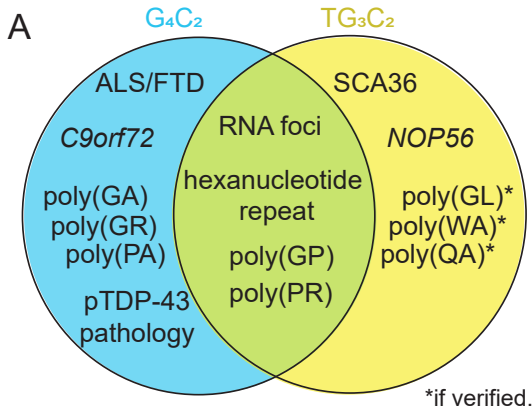 A
G₄C₂
TG₃C₂
ALS/FTD
C9orf72
poly(GA)
poly(GR)
poly(PA)
pTDP-43
pathology
RNA foci
hexanucleotide
repeat
poly(GP)
poly(PR)
SCA36
NOP56
poly(GL)*
poly(WA)*
poly(QA)*
*if verified.